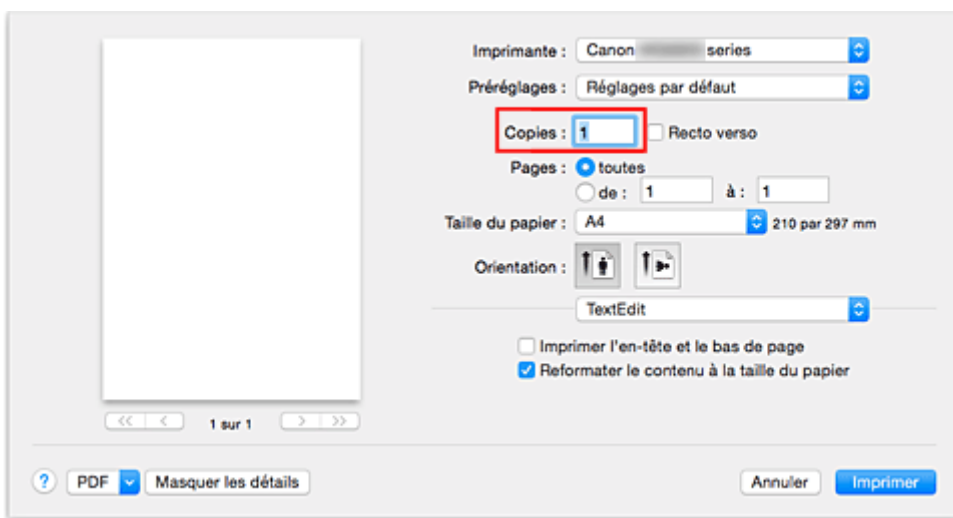 Imprimante : Canon series
Préréglages : Réglages par défaut
Copies : 1 Recto verso
Pages : toutes
de : 1 à : 1
Taille du papier : A4 210 par 297 mm
Orientation :
TextEdit
Imprimer l'en-tête et le bas de page
Reformater le contenu à la taille du papier
<< < 1 sur 1 > >>
? PDF Masquer les détails Annuler Imprimer